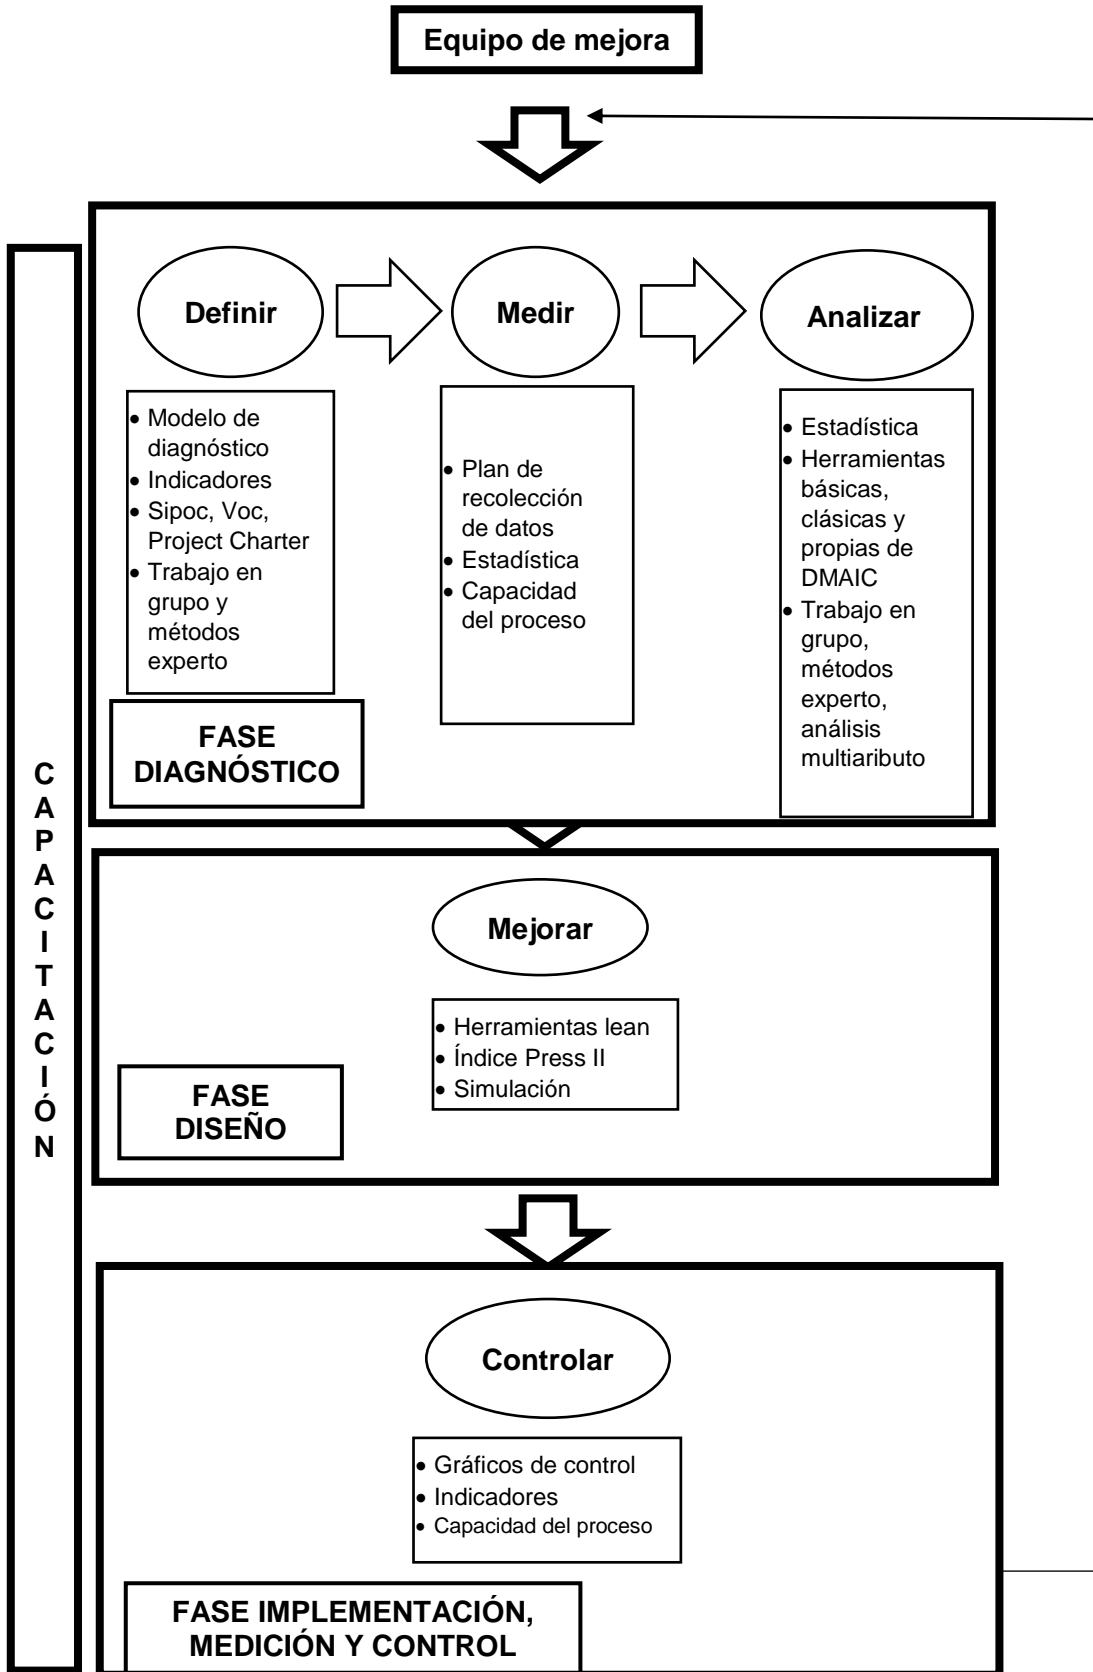 Equipo de mejora
Definir
Medir
Analizar
• Modelo de
diagnóstico
• Indicadores
• Sipoc, Voc,
Project Charter
• Trabajo en
grupo y
métodos
experto
• Plan de
recolección
de datos
• Estadística
• Capacidad
del proceso
• Estadística
• Herramientas
básicas,
clásicas y
propias de
DMAIC
• Trabajo en
grupo,
métodos
experto,
análisis
multiaributo
FASE
DIAGNÓSTICO
C
A
P
A
C
I
T
A
C
I
Ó
N
Mejorar
• Herramientas lean
• Índice Press II
• Simulación
FASE
DISEÑO
Controlar
• Gráficos de control
• Indicadores
• Capacidad del proceso
FASE IMPLEMENTACIÓN,
MEDICIÓN Y CONTROL